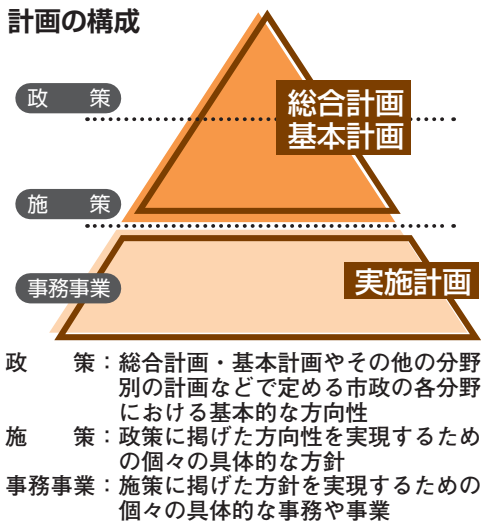 計画の構成
政　　策
総合計画
基本計画
施　　策
事務事業
実施計画
政　　策：総合計画・基本計画やその他の分野
別の計画などで定める市政の各分野
における基本的な方向性
施　　策：政策に掲げた方向性を実現するため
の個々の具体的な方針
事務事業：施策に掲げた方針を実現するための
個々の具体的な事務や事業